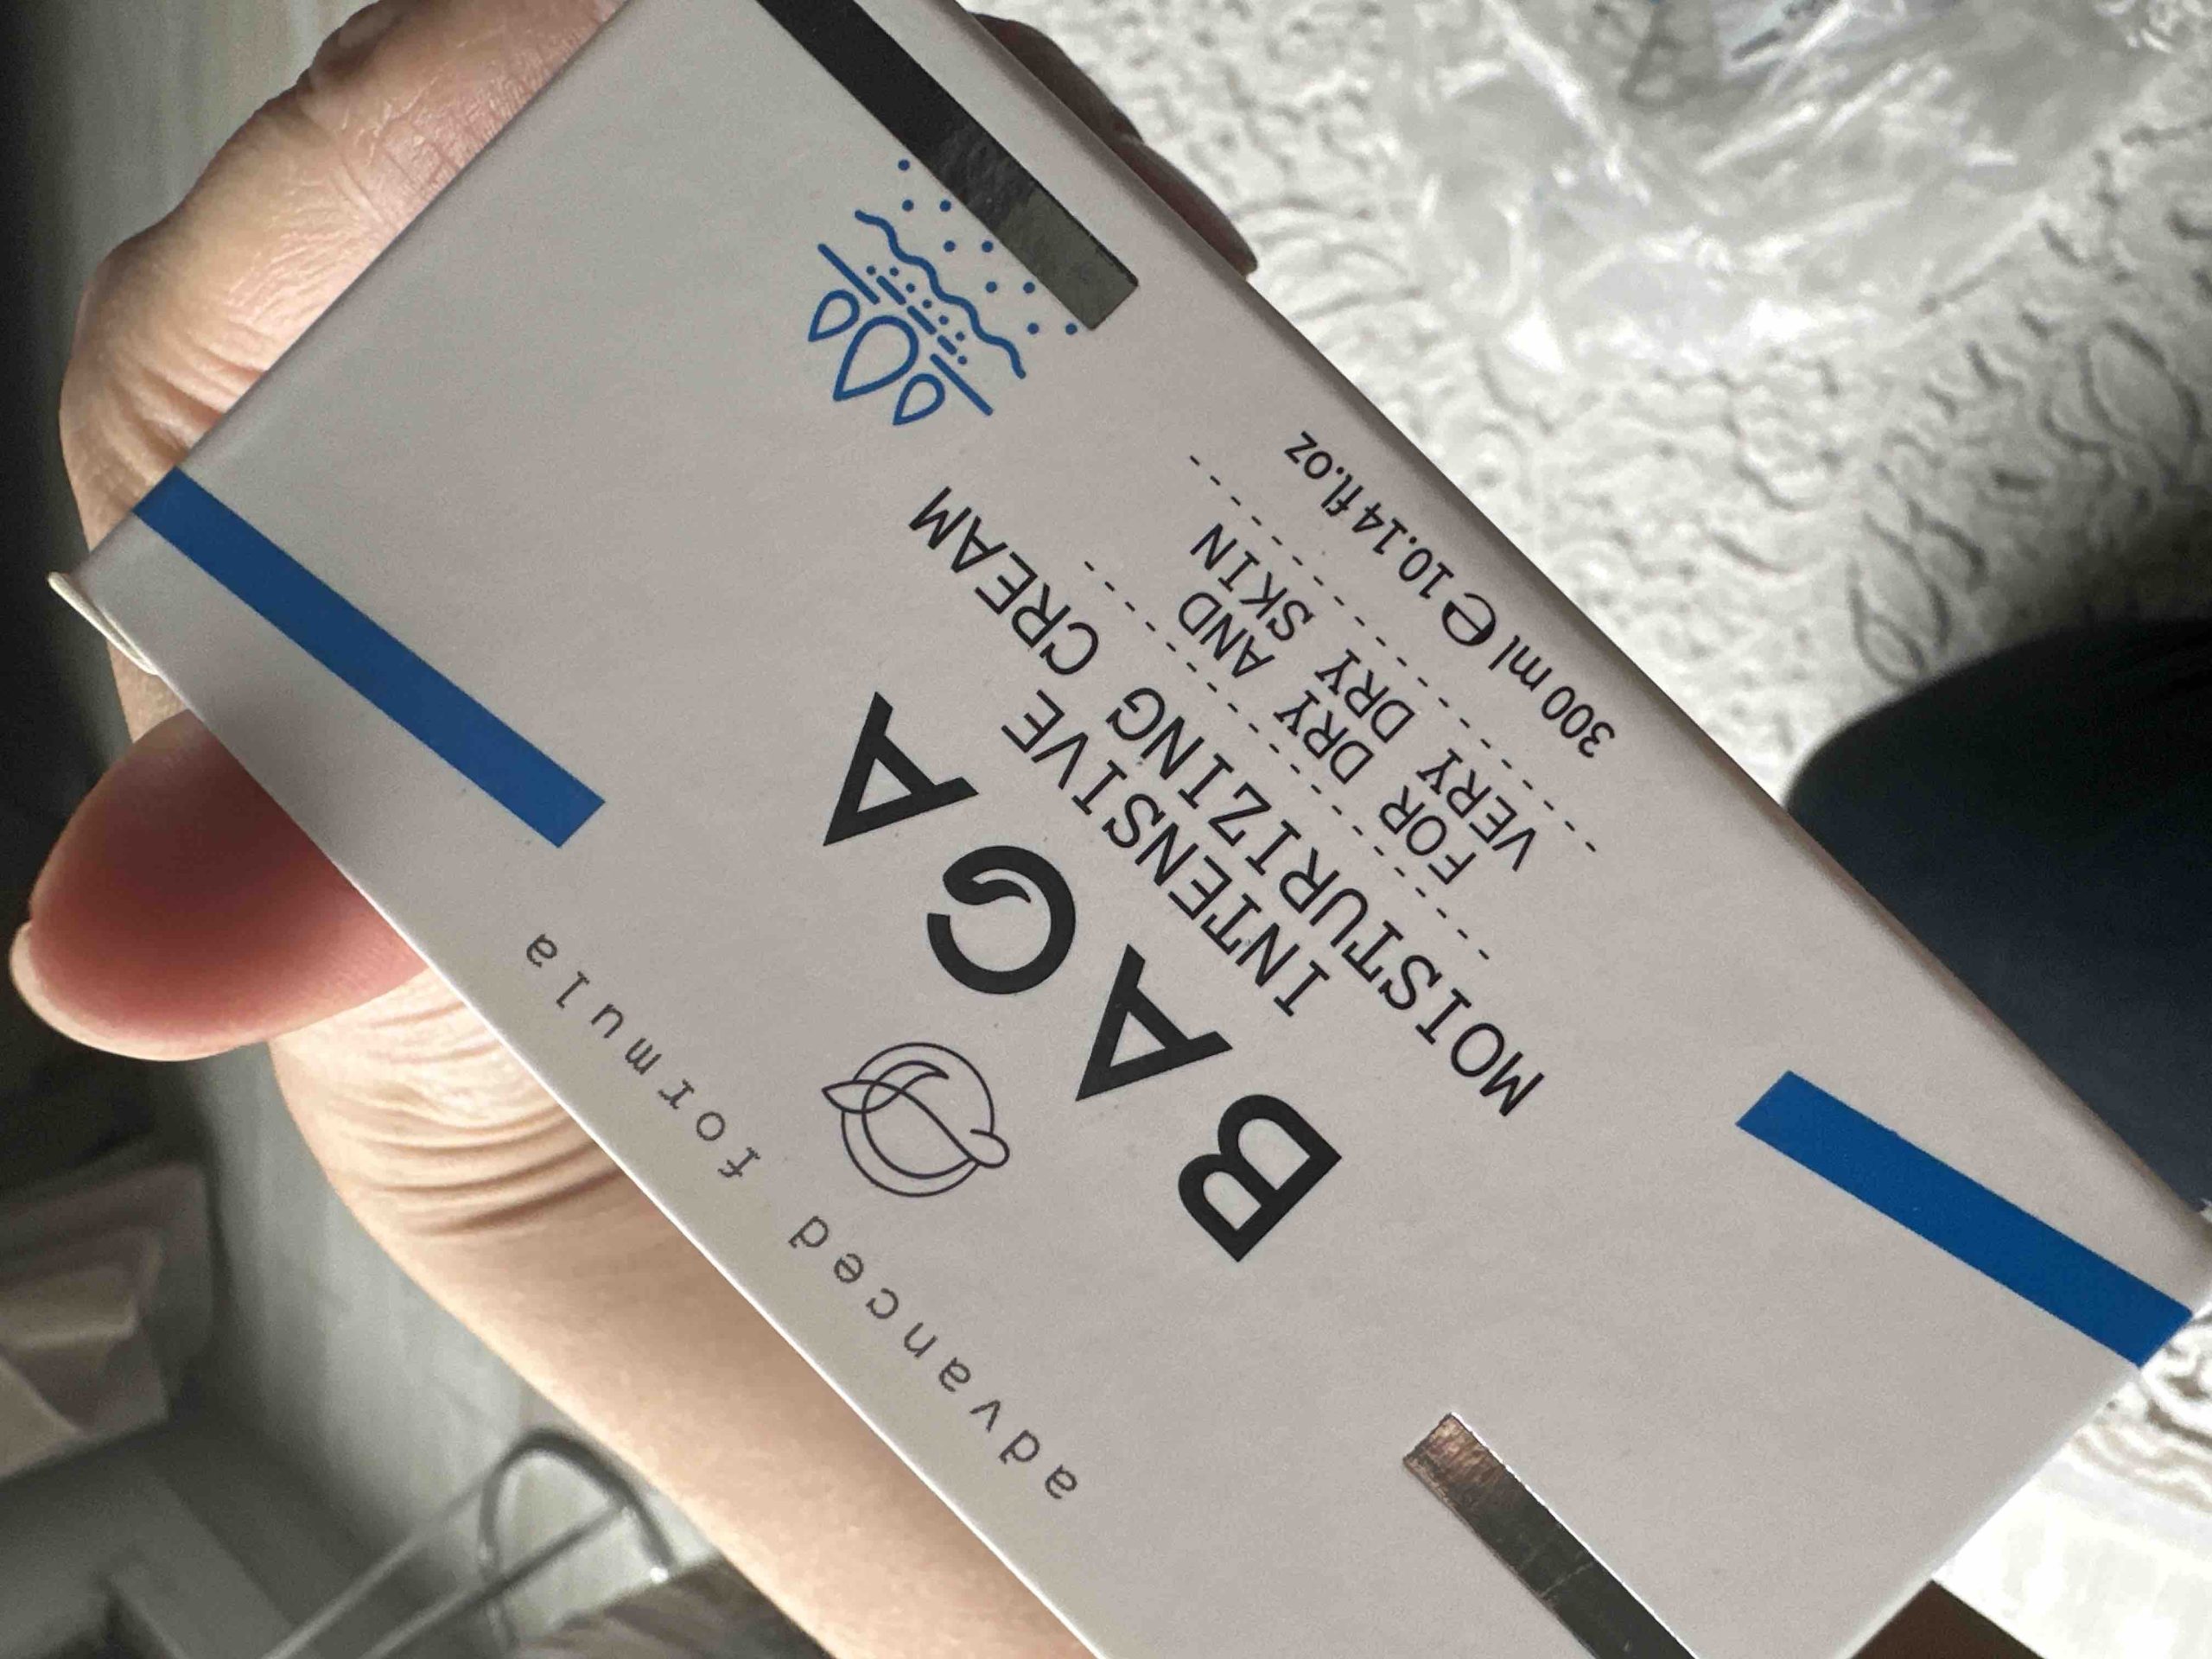 advanced formula
BAGA
INTENSIVE CREAM
MOISTURIZING
FOR DRY AND
VERY DRY SKIN
300 ml e 10.14 fl.oz